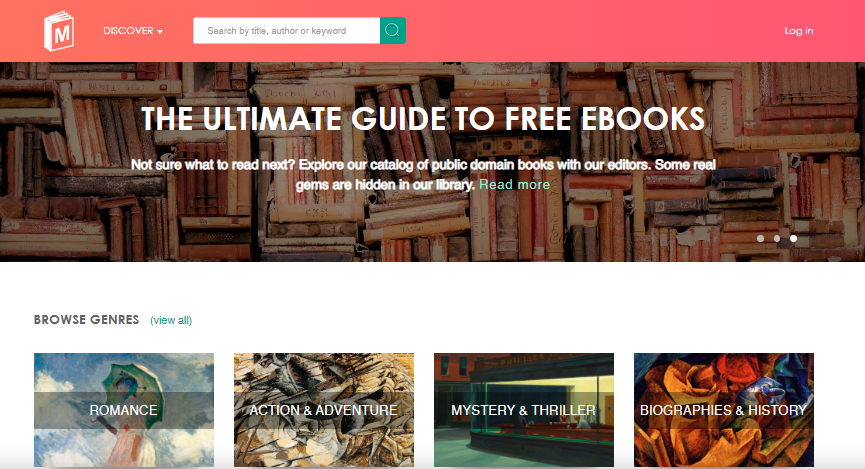 M
DISCOVER
Search by title, author or keyword
Log in
THE ULTIMATE GUIDE TO FREE EBOOKS
Not sure what to read next? Explore our catalog of public domain books with our editors. Some real
gems are hidden in our library. Read more
BROWSE GENRES (view all)
ROMANCE
ACTION & ADVENTURE
MYSTERY & THRILLER
BIOGRAPHIES & HISTORY